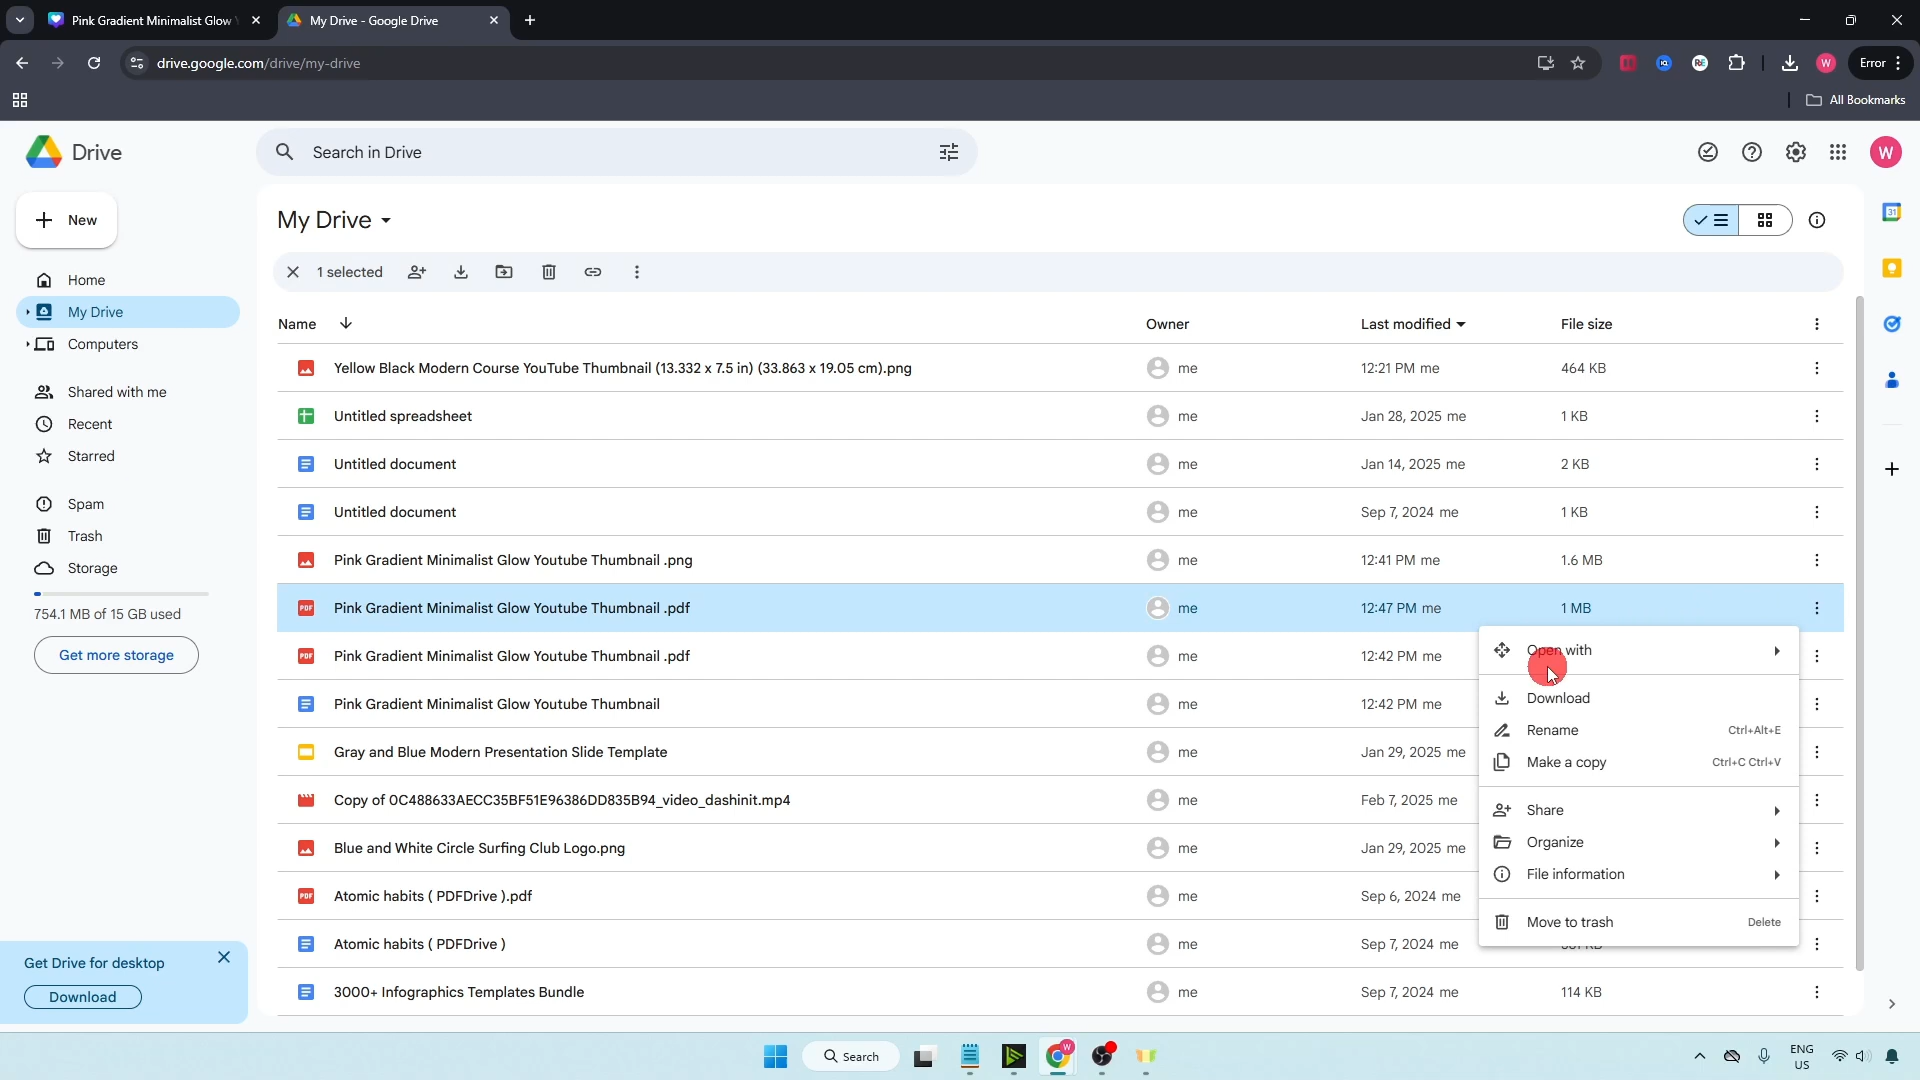 Pink Gradient Minimalist Glow
My Drive - Google Drive
drive.google.com/drive/my-drive
W
Error
All Bookmarks
Drive
Search in Drive
W
New
My Drive
31
1 selected
Home
My Drive
Computers
Name
Owner
Last modified
File size
Yellow Black Modern Course YouTube Thumbnail (13.332 x 7.5 in) (33.863 x 19.05 cm).png
me
12:21 PM me
464 KB
Shared with me
Untitled spreadsheet
me
Jan 28, 2025 me
1 KB
Recent
Starred
Untitled document
me
Jan 14, 2025 me
2 KB
Spam
Untitled document
me
Sep 7, 2024 me
1 KB
Trash
Pink Gradient Minimalist Glow Youtube Thumbnail .png
me
12:41 PM me
1.6 MB
Storage
754.1 MB of 15 GB used
PDF
Pink Gradient Minimalist Glow Youtube Thumbnail .pdf
me
12:47 PM me
1 MB
Get more storage
PDF
Pink Gradient Minimalist Glow Youtube Thumbnail .pdf
me
12:42 PM me
Pink Gradient Minimalist Glow Youtube Thumbnail
me
12:42 PM me
Gray and Blue Modern Presentation Slide Template
me
Jan 29, 2025 me
Copy of 0C488633AECC35BF51E96386DD835B94_video_dashinit.mp4
me
Feb 7, 2025 me
Blue and White Circle Surfing Club Logo.png
me
Jan 29, 2025 me
PDF
Atomic habits ( PDFDrive ).pdf
me
Sep 6, 2024 me
Atomic habits ( PDFDrive )
me
Sep 7, 2024 me
3000+ Infographics Templates Bundle
me
Sep 7, 2024 me
114 KB
Open with
Download
Rename
Ctrl+Alt+E
Make a copy
Ctrl+C Ctrl+V
Share
Organize
File information
Move to trash
Delete
Get Drive for desktop
Download
Search
W
ENG
US